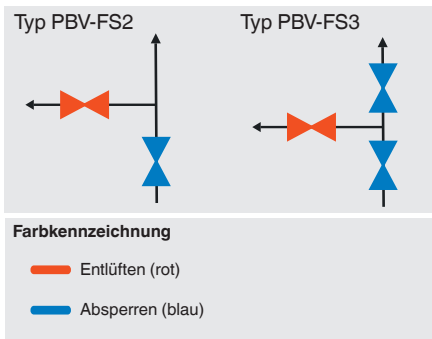 Typ PBV-FS2
Typ PBV-FS3
Farbkennzeichnung
Entlüften (rot)
Absperren (blau)